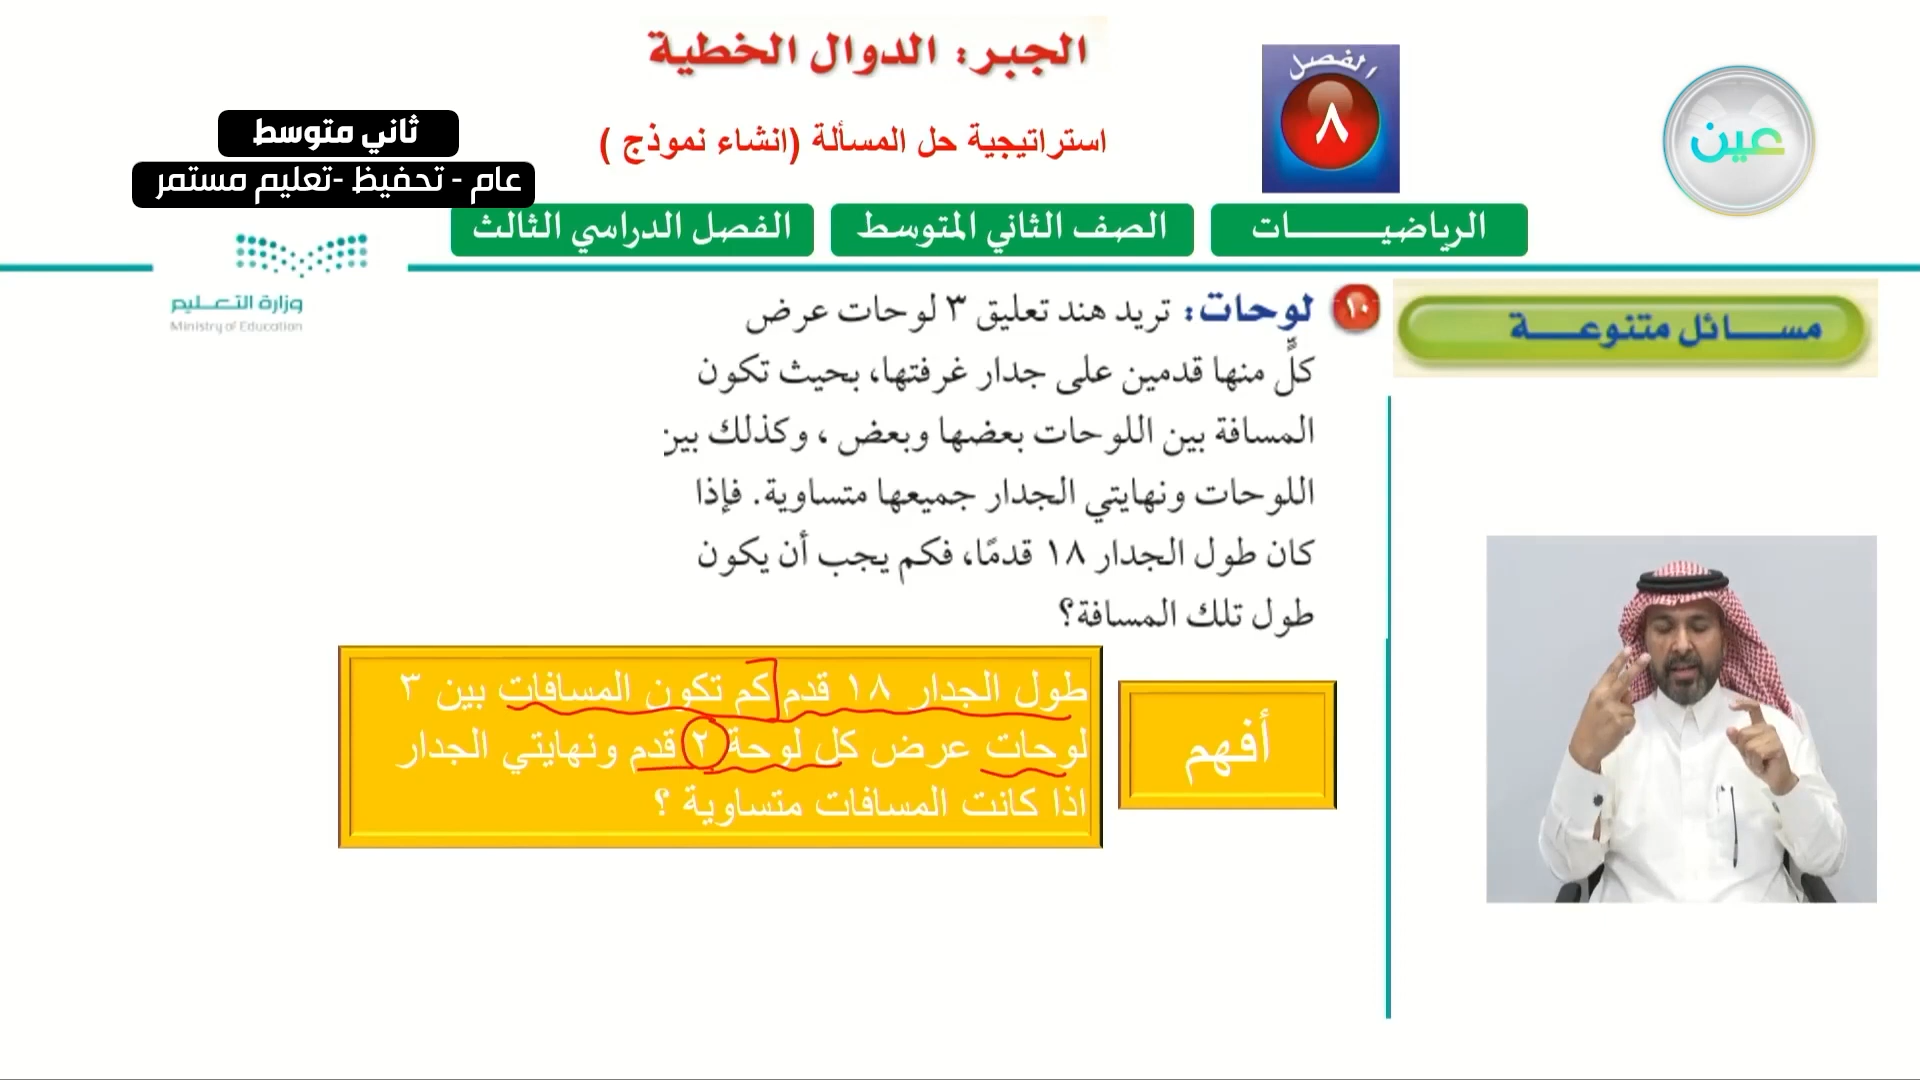 الجبر: الدوال الخطية
الفصل
٨
عين
استراتيجية حل المسألة (انشاء نموذج )
ثاني متوسط
عام - تحفيظ -تعليم مستمر
الرياضيـــــــــــات
الصف الثاني المتوسط
الفصل الدراسي الثالث
وزارة التعـــليم
Ministry of Education
مســـائل متنوعـــة
١٠ لوحات: تريد هند تعليق ٣ لوحات عرض
كلٍّ منها قدمين على جدار غرفتها، بحيث تكون
المسافة بين اللوحات بعضها وبعض ، وكذلك بين
اللوحات ونهايتي الجدار جميعها متساوية. فإذا
كان طول الجدار ١٨ قدمًا، فكم يجب أن يكون
طول تلك المسافة؟
أفهم
طول الجدار ١٨ قدم كم تكون المسافات بين ٣
لوحات عرض كل لوحة ٢ قدم ونهايتي الجدار
اذا كانت المسافات متساوية ؟